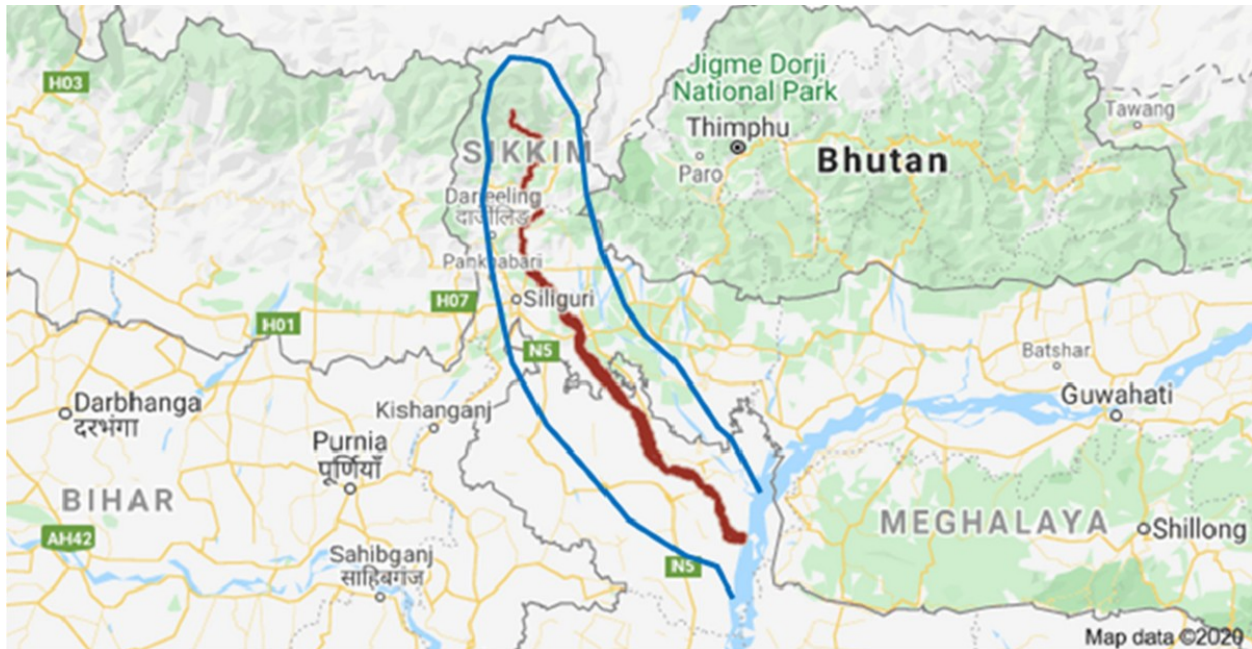 H03
Jigme Dorji
National Park
Tawang
Thimphu
SIKKIM
Paro
Bhutan
Darjeeling
दार्जीलिङ
Pankhabari
H07
Siliguri
H01
N5
Batshar
Darbhanga
दरभंगा
Kishanganj
Guwahati
Purnia
पूर्णियाँ
BIHAR
MEGHALAYA
Shillong
AH42
Sahibganj
साहिबगंज
N5
Map data ©2020